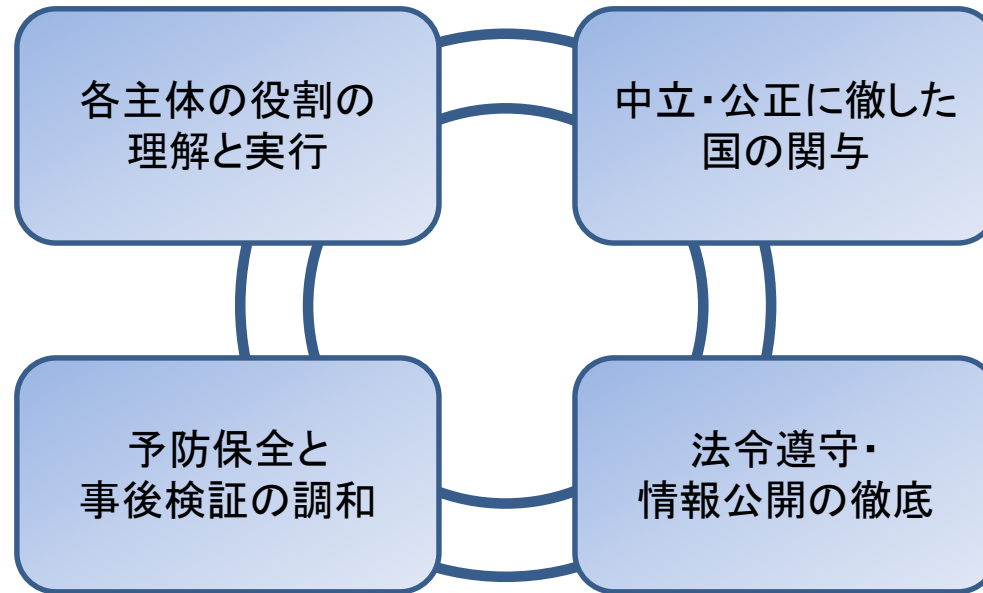 各主体の役割の
理解と実行
中立・公正に徹した
国の関与
予防保全と
事後検証の調和
法令遵守・
情報公開の徹底